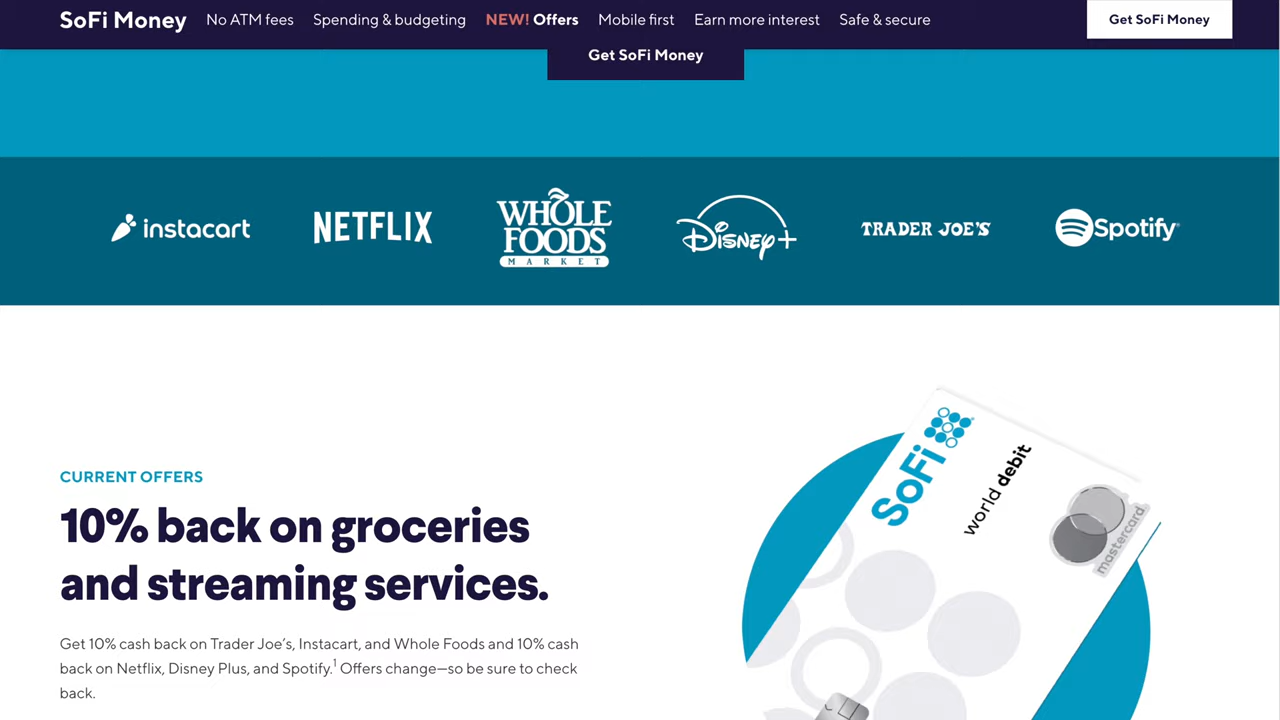 SoFi Money No ATM fees Spending & budgeting NEW! Offers Mobile first Earn more interest Safe & secure Get SoFi Money
Get SoFi Money
instacart NETFLIX WHOLE FOODS MARKET Disney+ TRADER JOE'S Spotify
CURRENT OFFERS
10% back on groceries
and streaming services.
Get 10% cash back on Trader Joe’s, Instacart, and Whole Foods and 10% cash
back on Netflix, Disney Plus, and Spotify.¹ Offers change—so be sure to check
back.
SoFi
world debit
mastercard